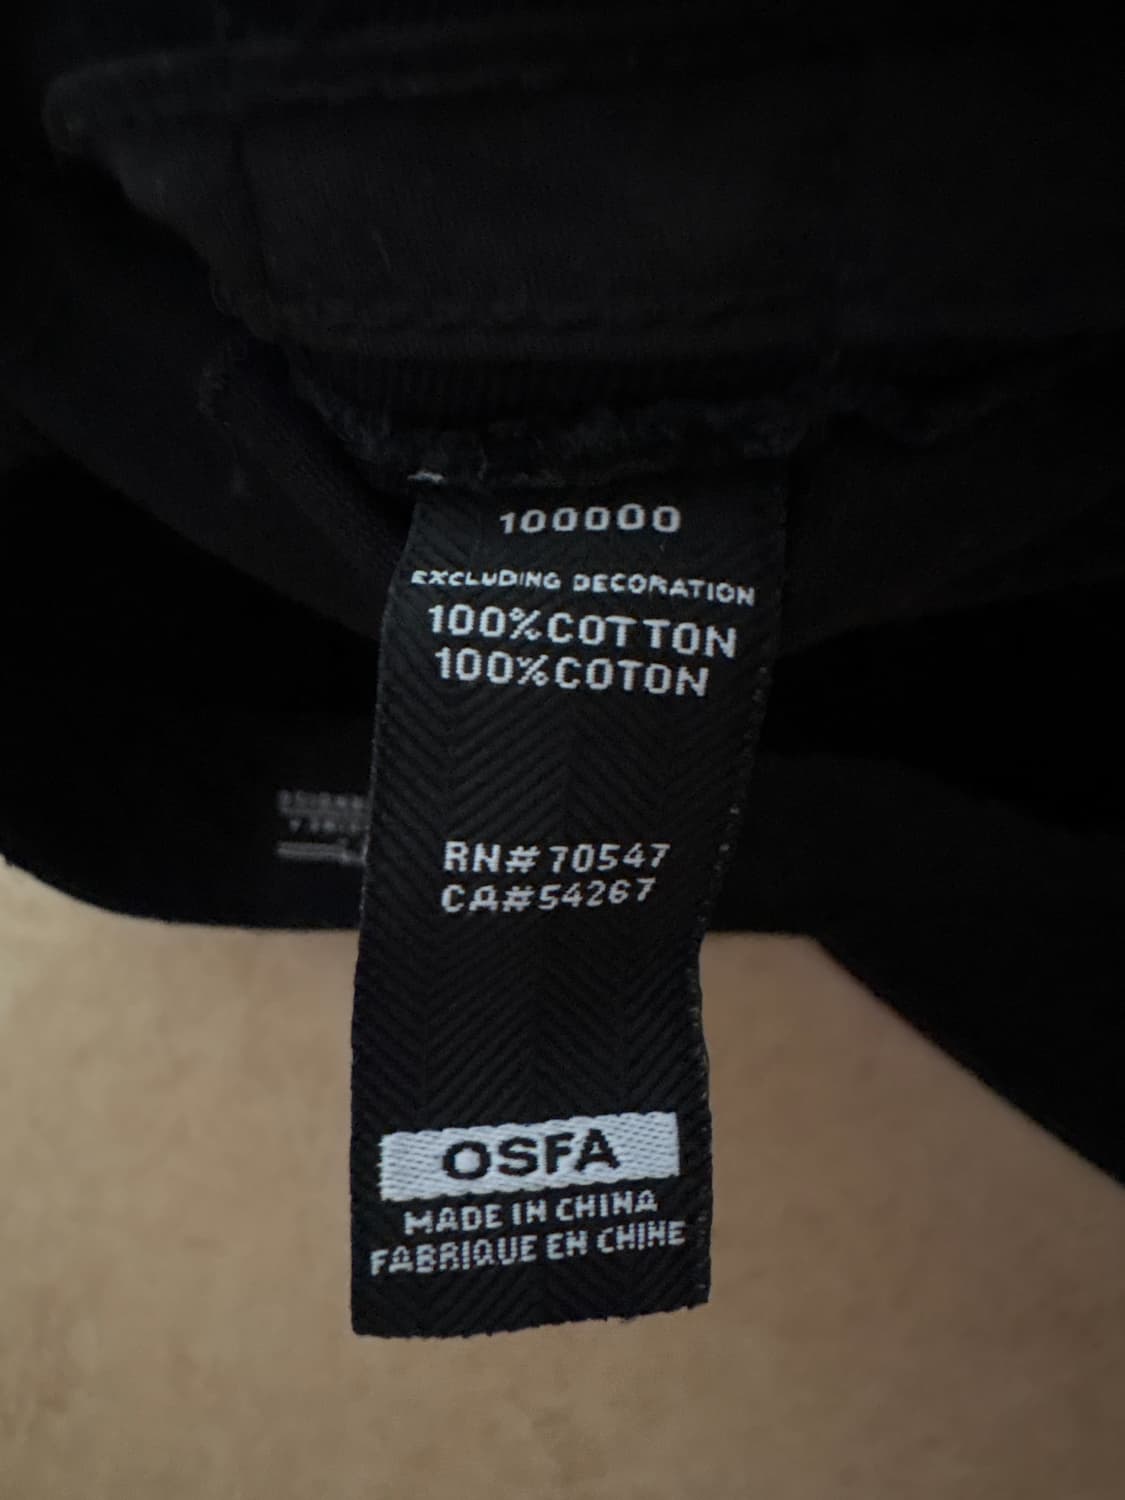 100000
EXCLUDING DECORATION
100%COTTON
100%COTON
RN#70547
CA#54267
OSFA
MADE IN CHINA
FABRIQUE EN CHINE